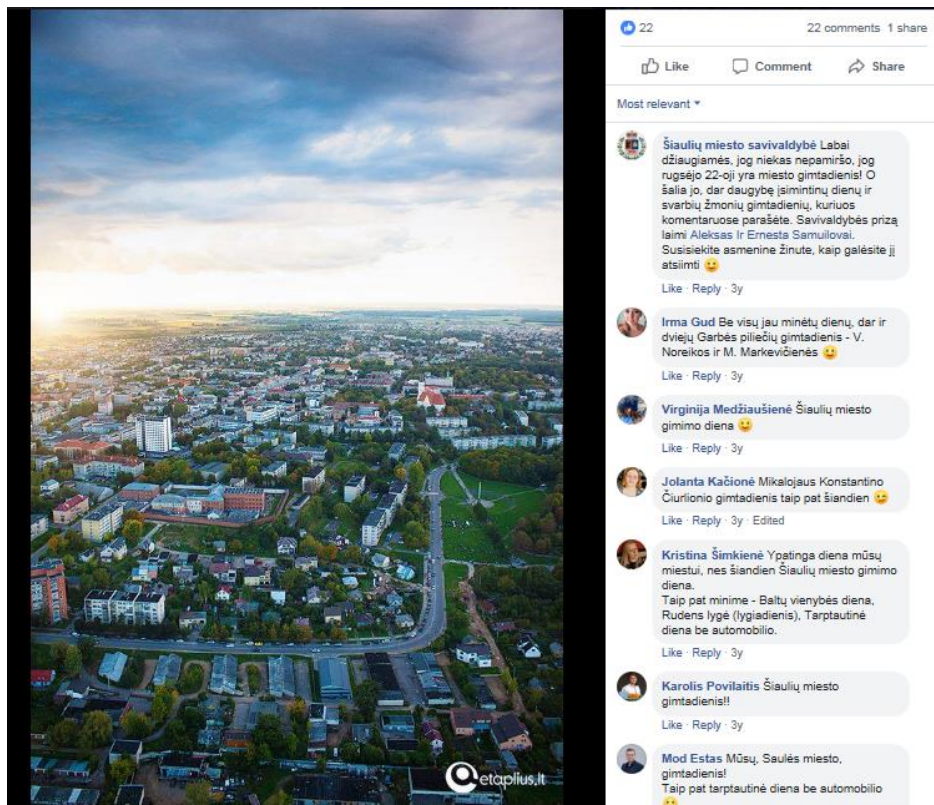 22
22 comments 1 share
Like Comment Share
Most relevant
Šiaulių miesto savivaldybė Labai
džiaugiamės, jog niekas nepamiršo, jog
rugsėjo 22-oji yra miesto gimtadienis! O
šalia jo, dar daugybę įsimintinų dienų ir
svarbių žmonių gimtadienių, kuriuos
komentaruose parašėte. Savivaldybės prizą
laimi Aleksas Ir Ernesta Samuilovai.
Susisiekite asmenine žinute, kaip galėsite jį
atsiimti
Like · Reply · 3y
Irma Gud Be visų jau minėtų dienų, dar ir
dviejų Garbės piliečių gimtadienis - V.
Noreikos ir M. Markevičienės
Like · Reply · 3y
Virginija Medžiaušienė Šiaulių miesto
gimimo diena
Like · Reply · 3y
Jolanta Kačionė Mikalojaus Konstantino
Čiurlionio gimtadienis taip pat šiandien
Like · Reply · 3y · Edited
Kristina Šimkienė Ypatinga diena mūsų
miestui, nes šiandien Šiaulių miesto gimimo
diena.
Taip pat minime - Baltų vienybės diena,
Rudens lygė (lygiadienis), Tarptautinė
diena be automobilio.
Like · Reply · 3y
Karolis Povilaitis Šiaulių miesto
gimtadienis!!
Like · Reply · 3y
Mod Estas Mūsų, Saulės miesto,
gimtadienis!
Taip pat tarptautinė diena be automobilio
etaplius.lt